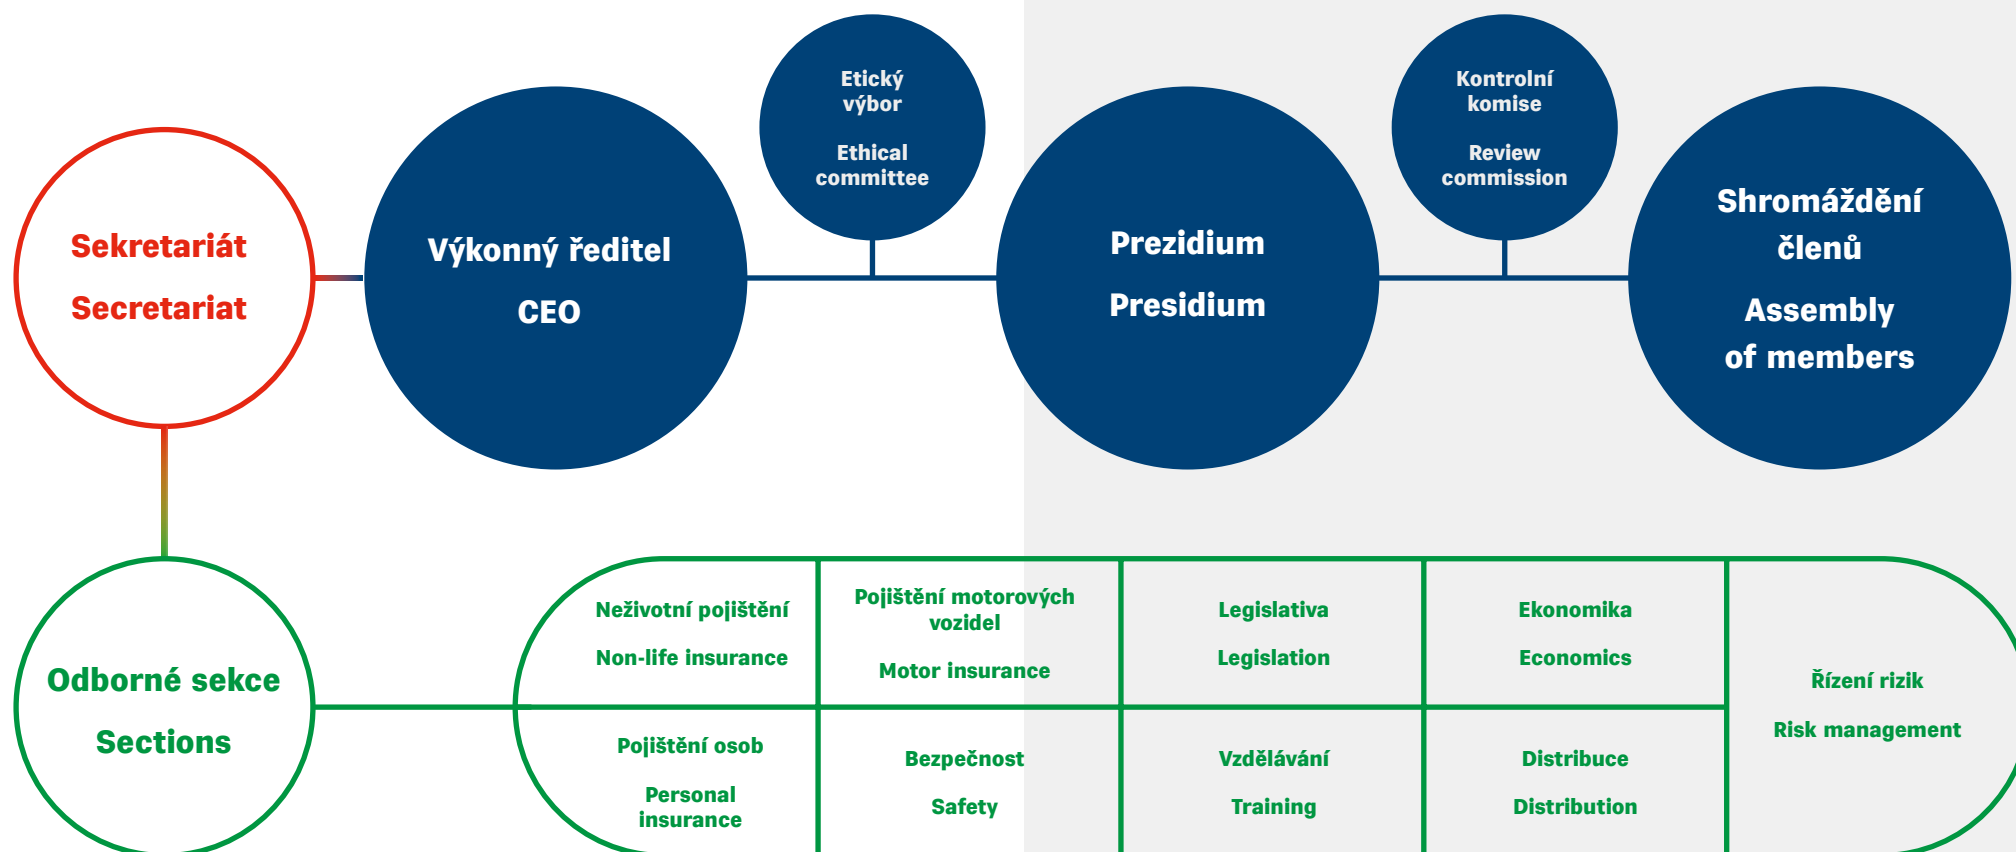 Etický
výbor
Ethical
committee
Kontrolní
komise
Review
commission
Sekretariát
Secretariat
Výkonný ředitel
CEO
Prezidium
Presidium
Shromáždění
členů
Assembly
of members
Odborné sekce
Sections
Neživotní pojištění
Non-life insurance
Pojištění motorových
vozidel
Motor insurance
Legislativa
Legislation
Ekonomika
Economics
Řízení rizik
Risk management
Pojištění osob
Personal
insurance
Bezpečnost
Safety
Vzdělávání
Training
Distribuce
Distribution